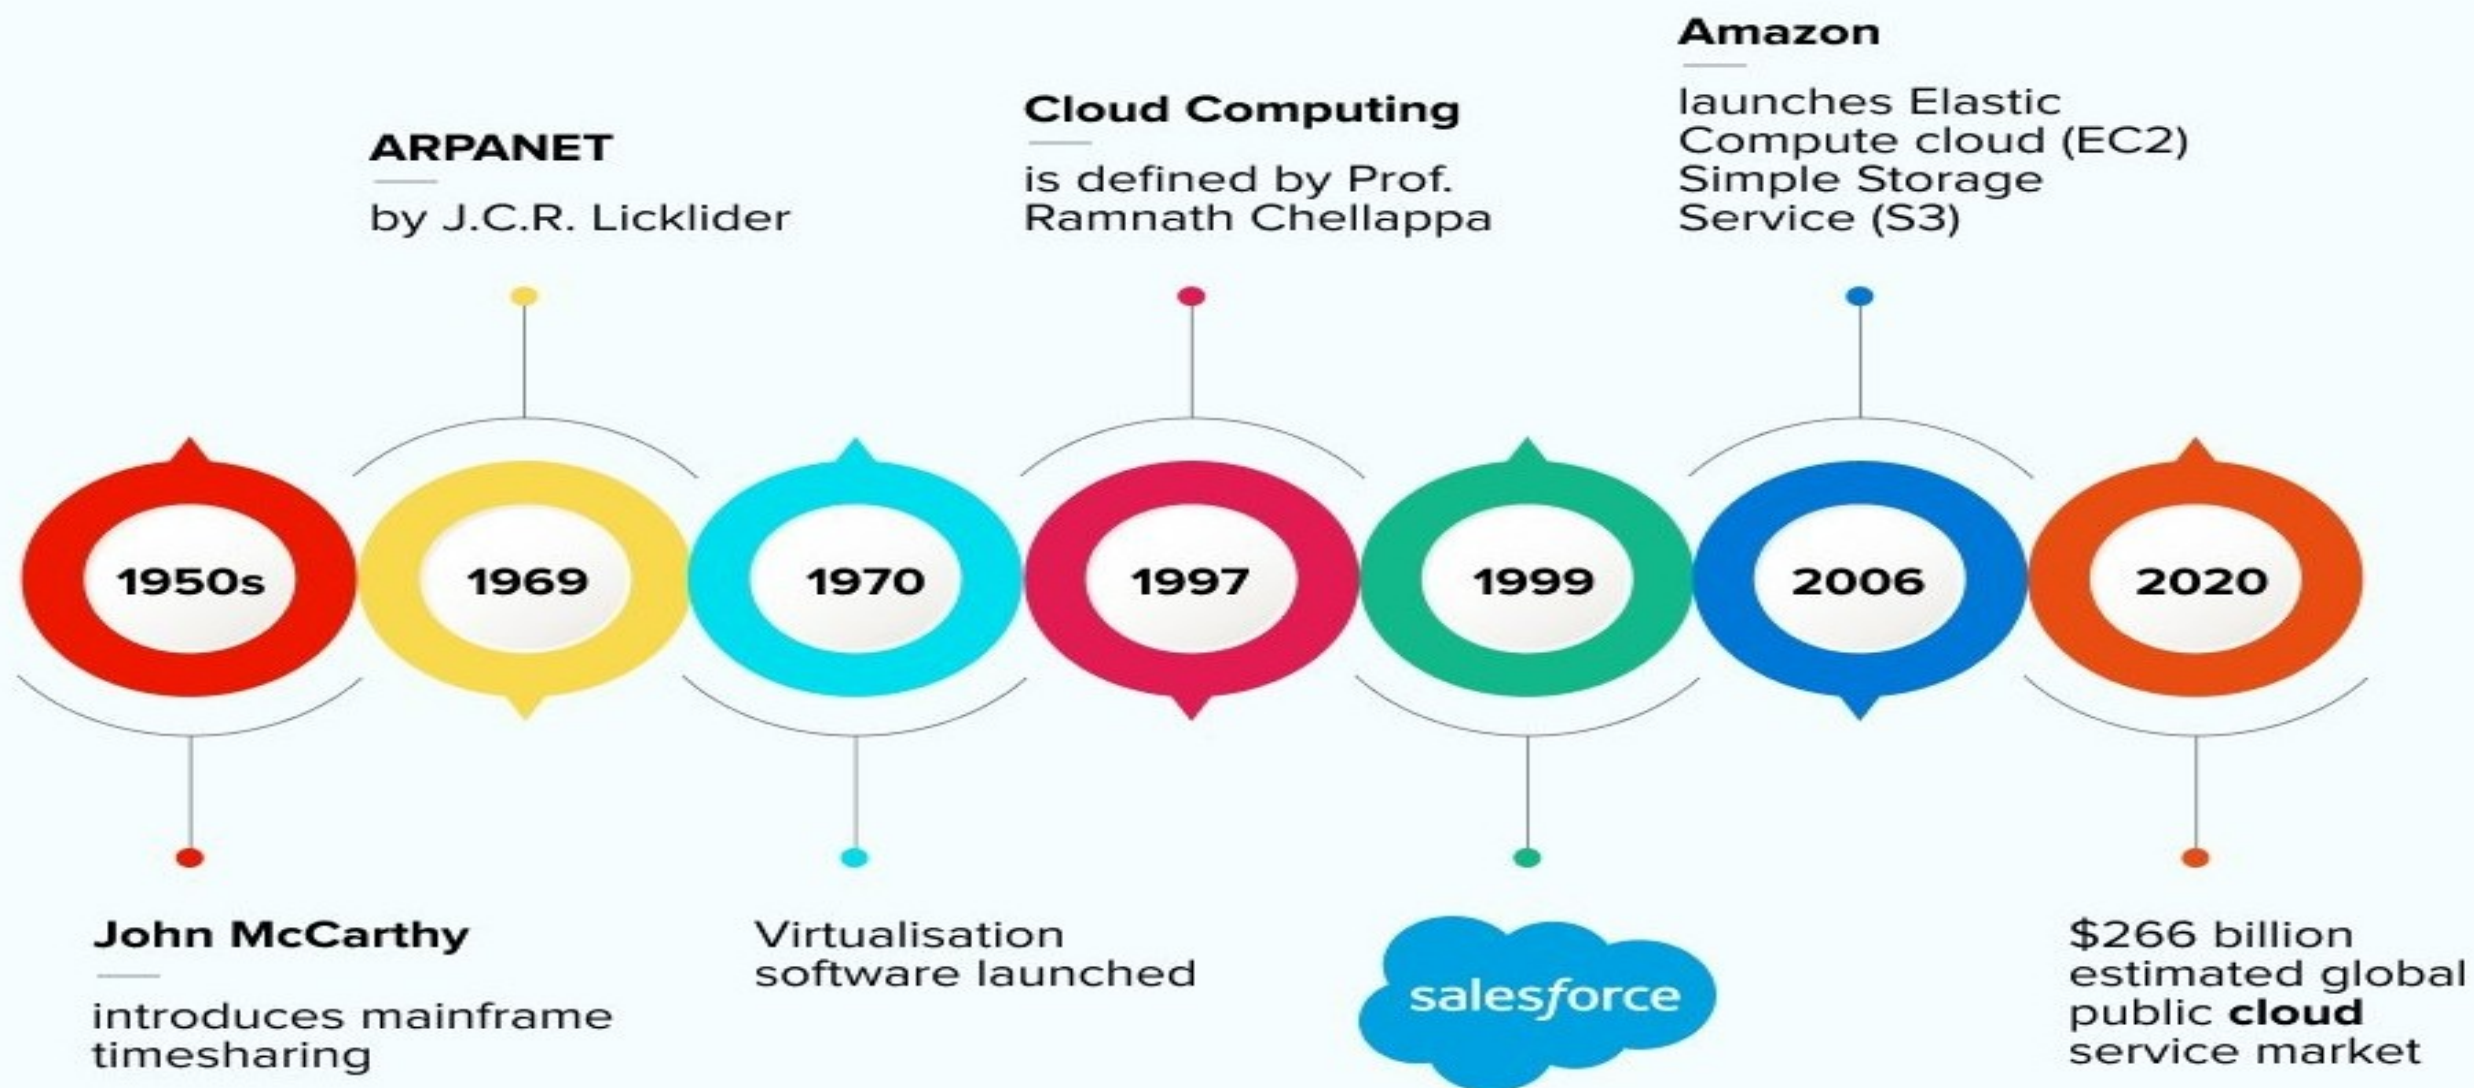 Amazon
launches Elastic
Compute cloud (EC2)
Simple Storage
Service (S3)
Cloud Computing
is defined by Prof.
Ramnath Chellappa
ARPANET
by J.C.R. Licklider
1950s
1969
1970
1997
1999
2006
2020
John McCarthy
introduces mainframe
timesharing
Virtualisation
software launched
salesforce
$266 billion
estimated global
public cloud
service market